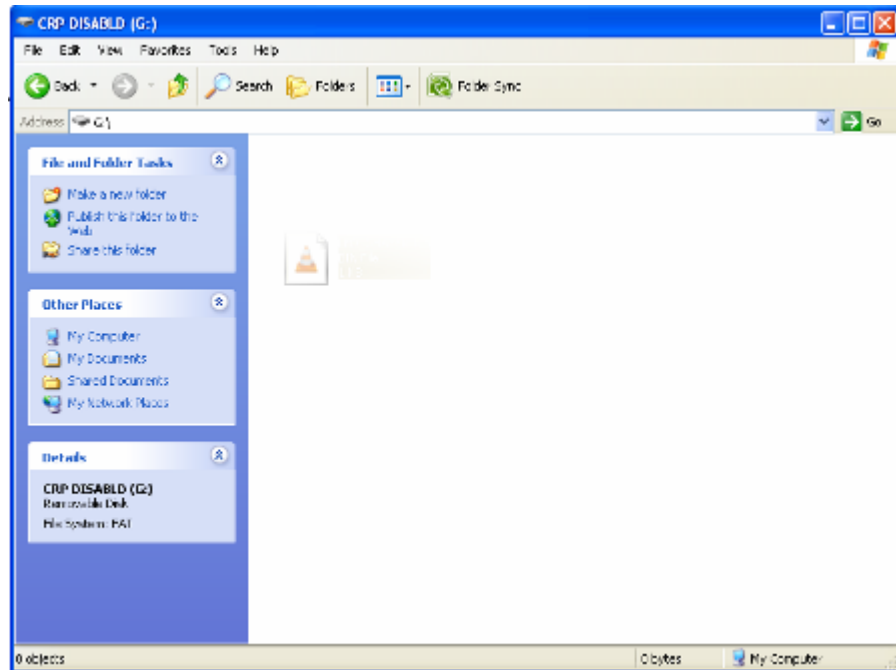 CRP DISABLD (G:)
File Edit View Favorites Tools Help
Back Search Folders Folder Sync
Address G:\ Go
File and Folder Tasks
Make a new folder
Publish this folder to the
Web
Share this folder
Other Places
My Computer
My Documents
Shared Documents
My Network Places
Details
CRP DISABLD (G:)
Removable Disk
File System: FAT
0 objects 0 bytes My Computer